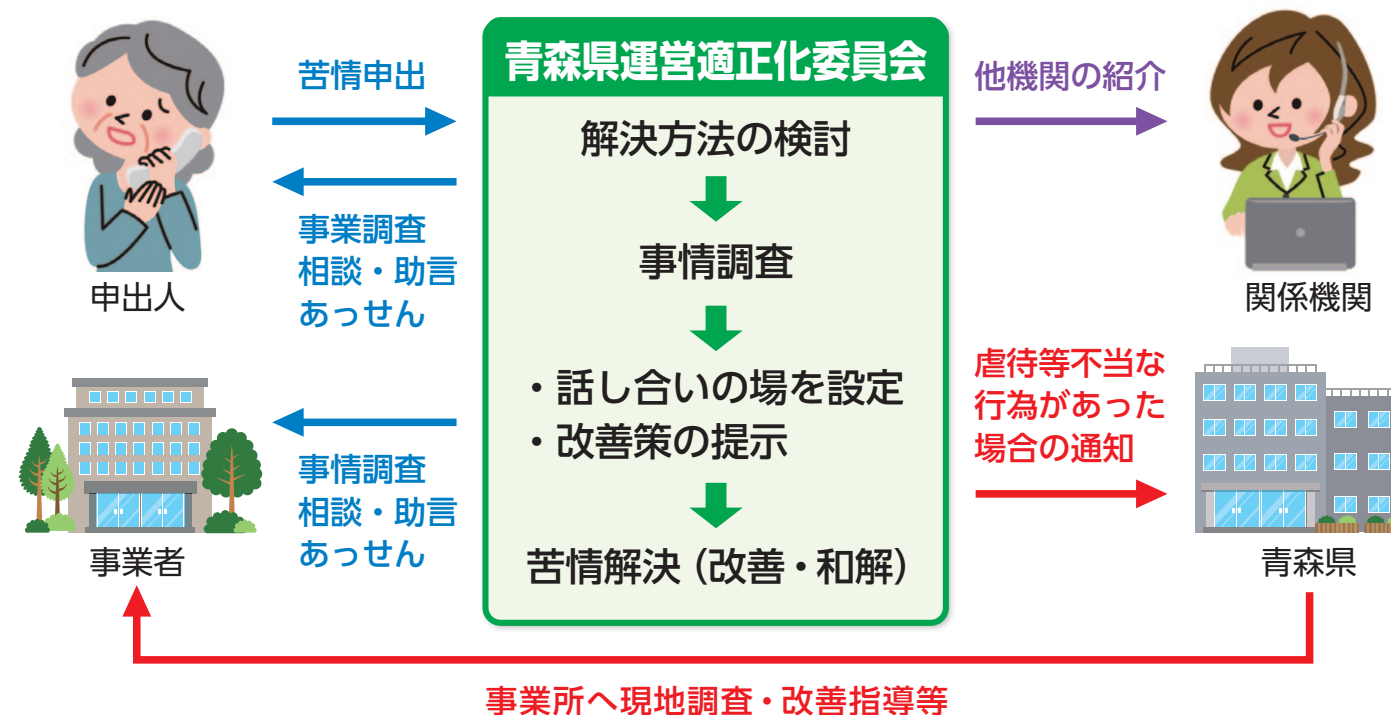 青森県運営適正化委員会
苦情申出
事業調査
相談・助言
あっせん
申出人
解決方法の検討
事情調査
・話し合いの場を設定
・改善策の提示
苦情解決（改善・和解）
他機関の紹介
関係機関
事情調査
相談・助言
あっせん
事業者
虐待等不当な
行為があった
場合の通知
青森県
事業所へ現地調査・改善指導等